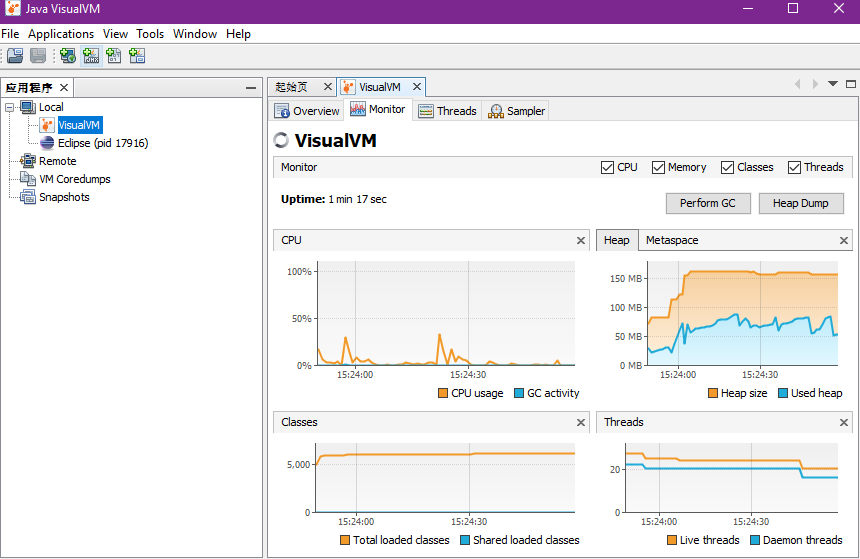 Java VisualVM
File Applications View Tools Window Help
应用程序
Local
VisualVM
Eclipse (pid 17916)
Remote
VM Coredumps
Snapshots
起始页 VisualVM
Overview Monitor Threads Sampler
VisualVM
Monitor CPU Memory Classes Threads
Uptime: 1 min 17 sec
Perform GC Heap Dump
CPU
100%
50%
0%
15:24:00 15:24:30
CPU usage GC activity
Heap Metaspace
150 MB
100 MB
50 MB
0 MB
15:24:00 15:24:30
Heap size Used heap
Classes
5,000
0
15:24:00 15:24:30
Total loaded classes Shared loaded classes
Threads
20
0
15:24:00 15:24:30
Live threads Daemon threads